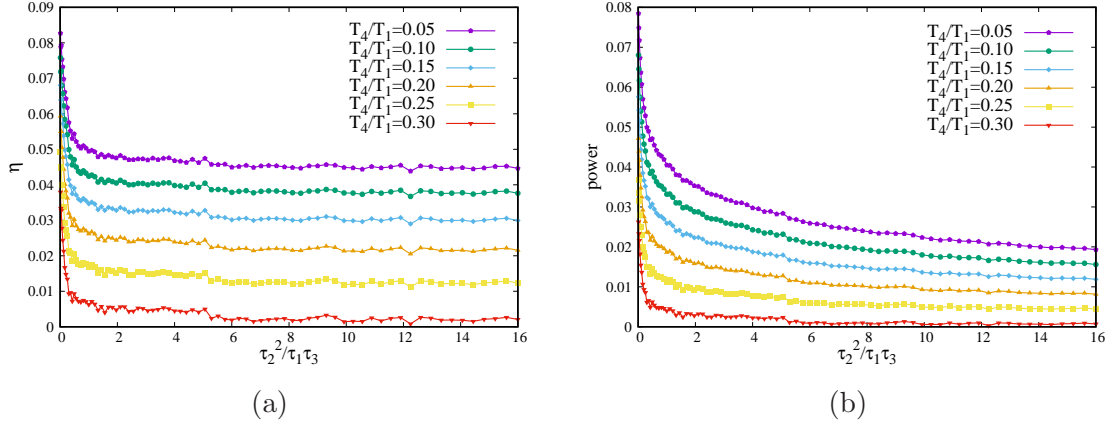 0.09
0.08
0.07
0.06
0.05
0.04
0.03
0.02
0.01
0
η
0 2 4 6 8 10 12 14 16
τ₂²/τ₁τ₃
T₄/T₁=0.05
T₄/T₁=0.10
T₄/T₁=0.15
T₄/T₁=0.20
T₄/T₁=0.25
T₄/T₁=0.30
(a)
0.08
0.07
0.06
0.05
0.04
0.03
0.02
0.01
0
power
0 2 4 6 8 10 12 14 16
τ₂²/τ₁τ₃
T₄/T₁=0.05
T₄/T₁=0.10
T₄/T₁=0.15
T₄/T₁=0.20
T₄/T₁=0.25
T₄/T₁=0.30
(b)